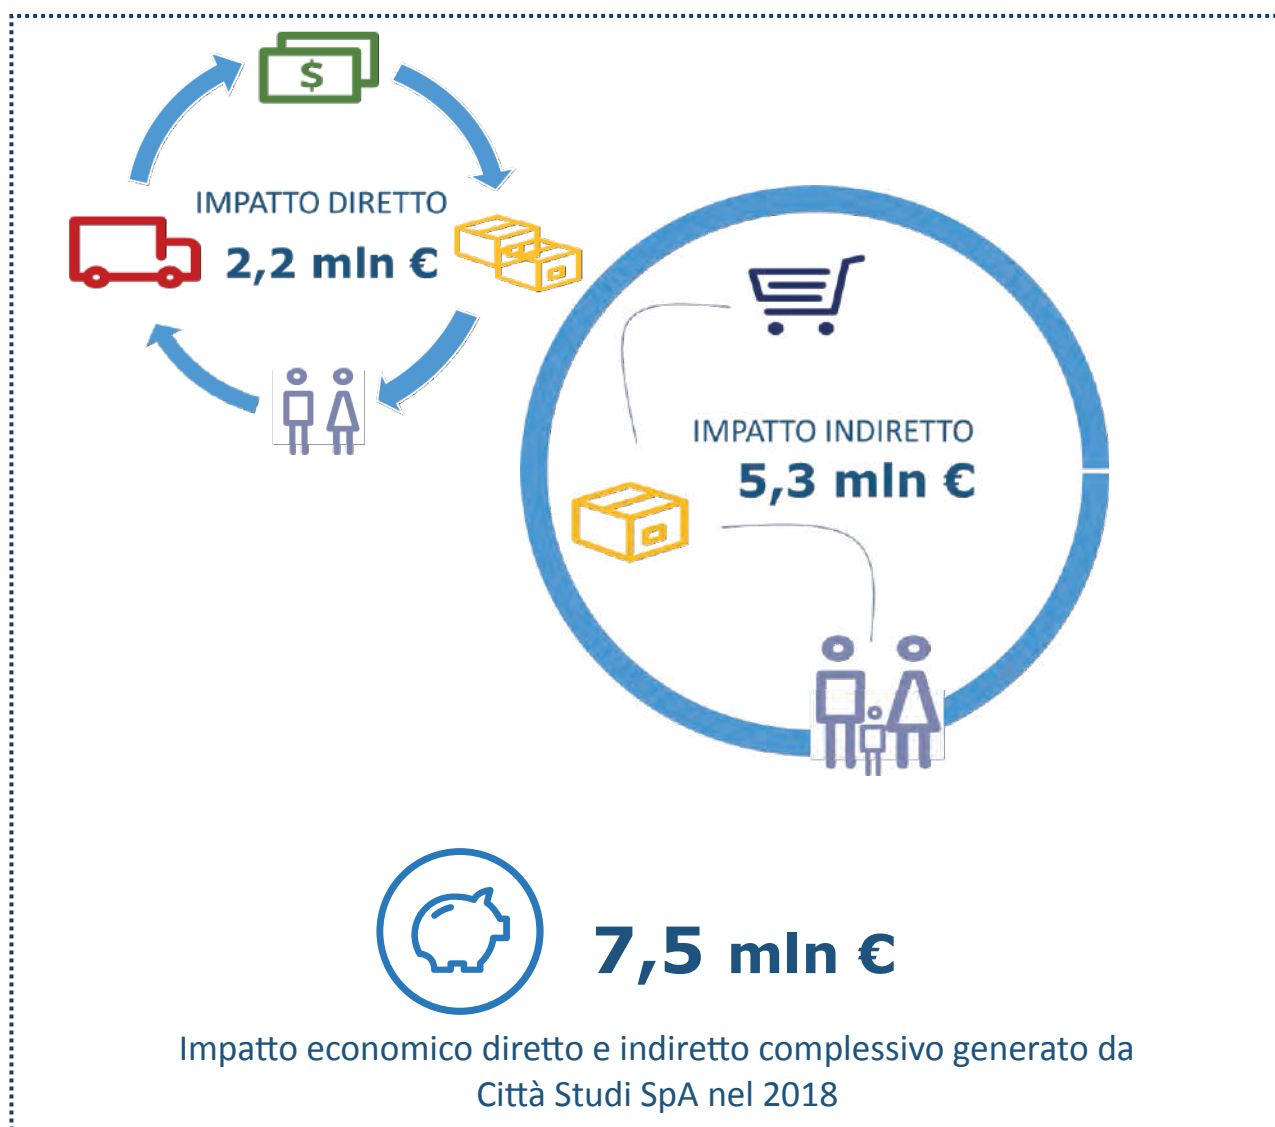 $
IMPATTO DIRETTO
2,2 mln €
IMPATTO INDIRETTO
5,3 mln €
7,5 mln €
Impatto economico diretto e indiretto complessivo generato da
Città Studi SpA nel 2018